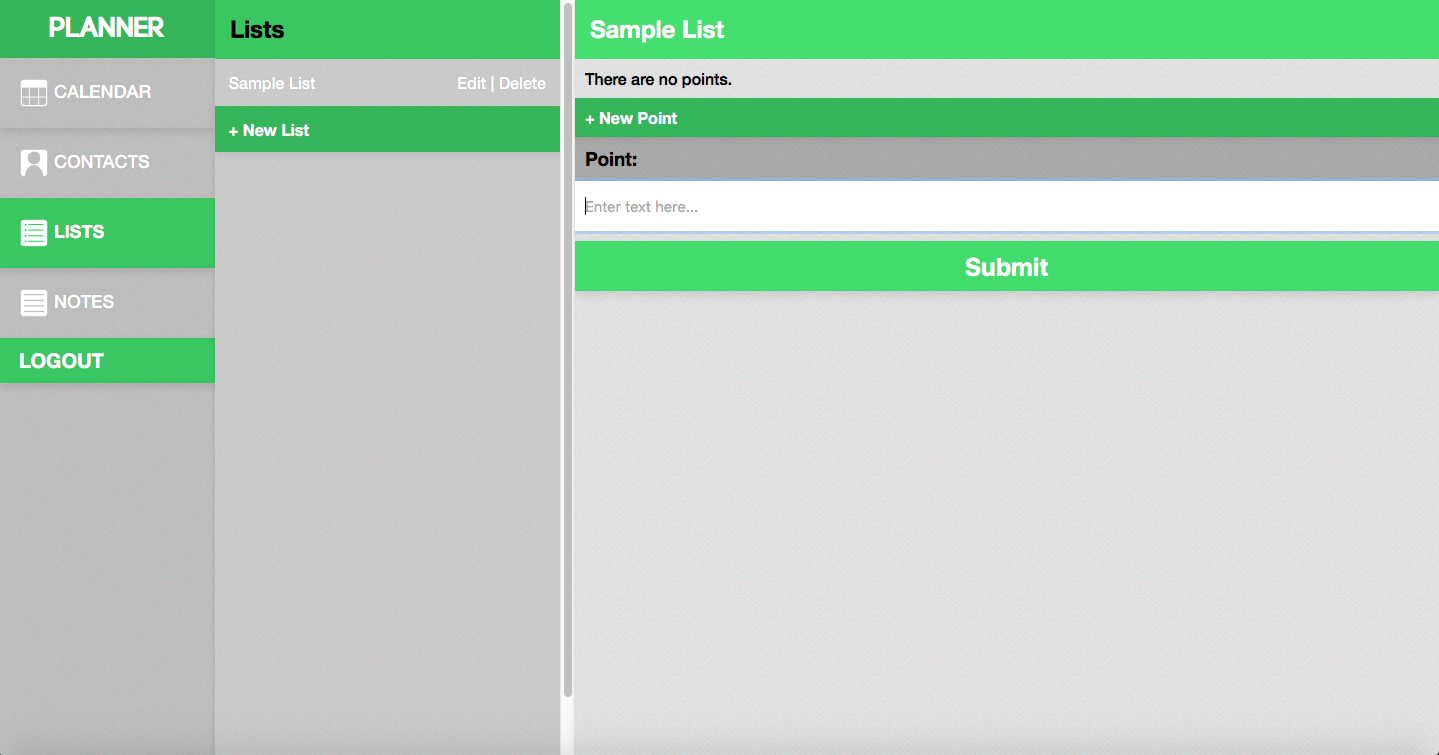 PLANNER
CALENDAR
CONTACTS
LISTS
NOTES
LOGOUT
Lists
Sample List Edit | Delete
+ New List
Sample List
There are no points.
+ New Point
Point:
Enter text here...
Submit